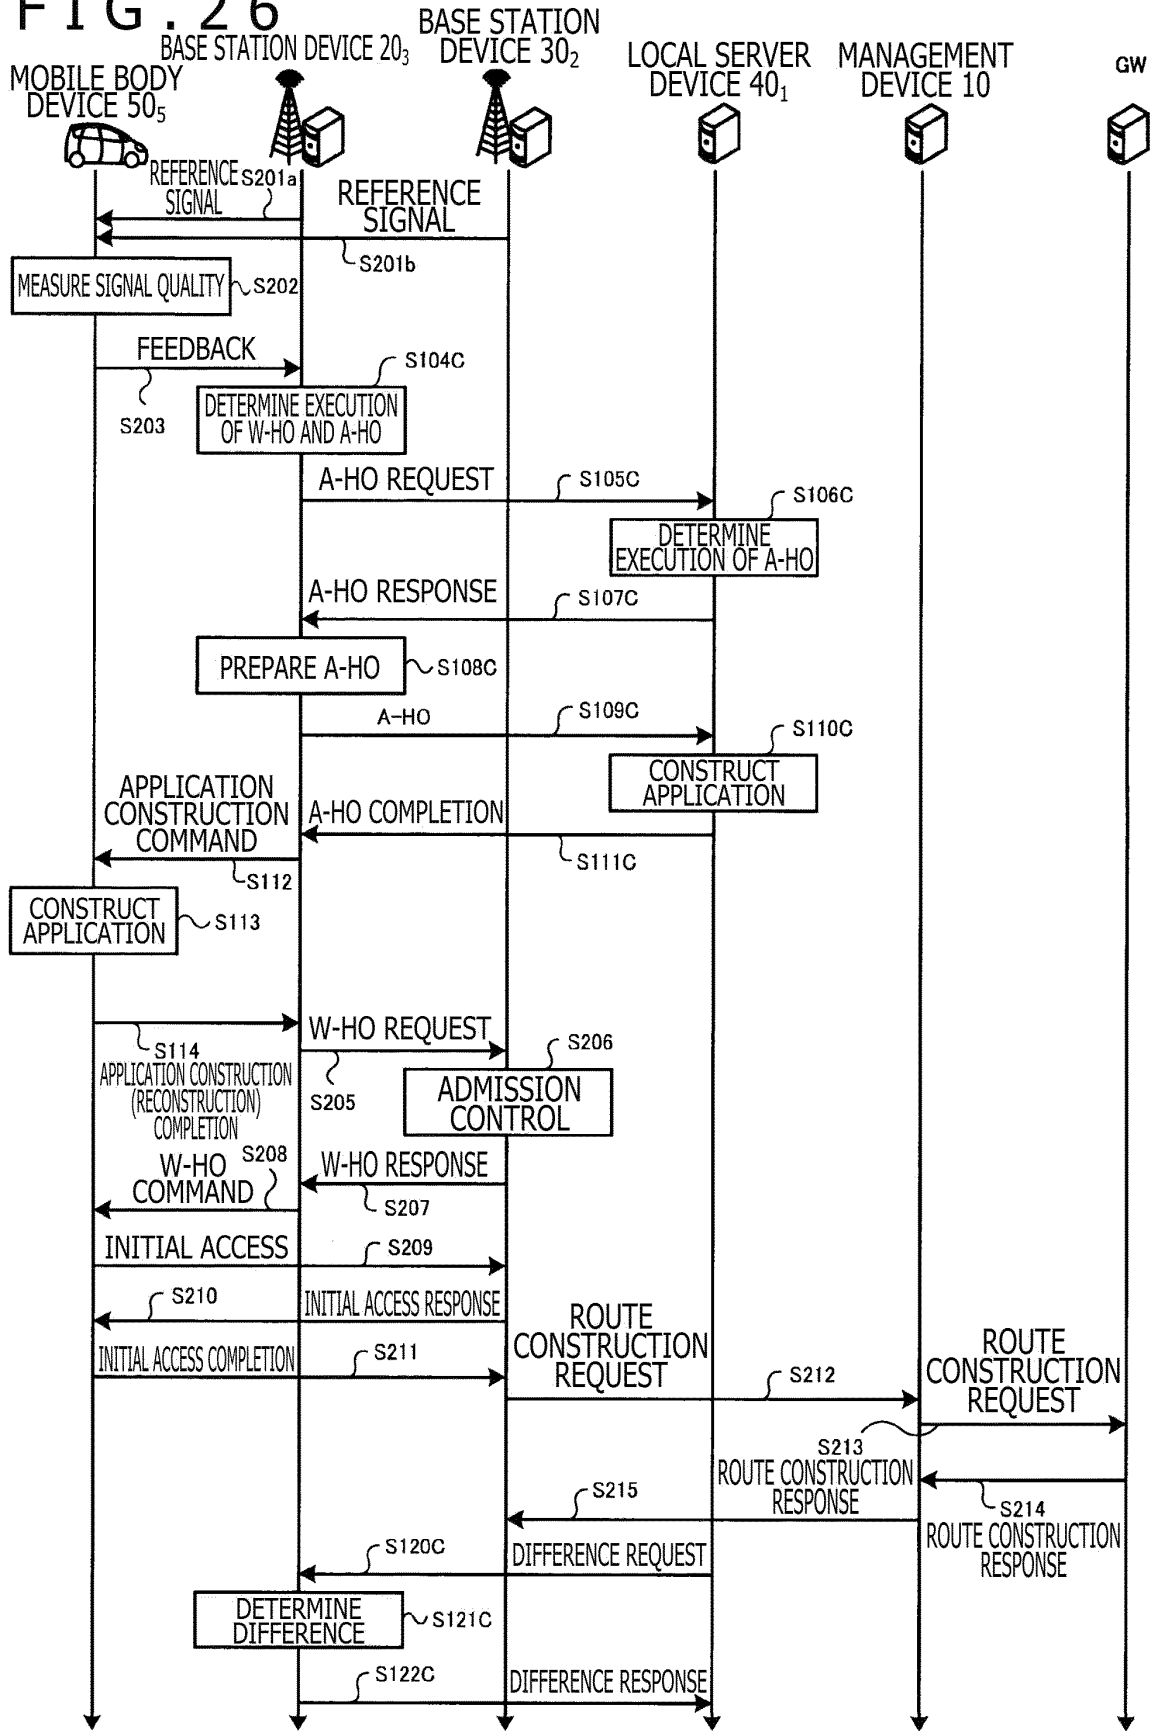 FIG.26
MOBILE BODY
DEVICE 50₅
BASE STATION DEVICE 20₃
BASE STATION
DEVICE 30₂
LOCAL SERVER
DEVICE 40₁
MANAGEMENT
DEVICE 10
GW
REFERENCE
SIGNAL
S201a
REFERENCE
SIGNAL
S201b
MEASURE SIGNAL QUALITY
S202
FEEDBACK
S203
S104C
DETERMINE EXECUTION
OF W-HO AND A-HO
A-HO REQUEST
S105C
S106C
DETERMINE
EXECUTION OF A-HO
A-HO RESPONSE
S107C
PREPARE A-HO
S108C
A-HO
S109C
S110C
CONSTRUCT
APPLICATION
A-HO COMPLETION
S111C
APPLICATION
CONSTRUCTION
COMMAND
S112
CONSTRUCT
APPLICATION
S113
S114
APPLICATION CONSTRUCTION
(RECONSTRUCTION)
COMPLETION
W-HO REQUEST
S205
S206
ADMISSION
CONTROL
W-HO RESPONSE
S207
W-HO
COMMAND
S208
INITIAL ACCESS
S209
S210
INITIAL ACCESS RESPONSE
INITIAL ACCESS COMPLETION
S211
ROUTE
CONSTRUCTION
REQUEST
S212
ROUTE
CONSTRUCTION
REQUEST
S213
S214
ROUTE CONSTRUCTION
RESPONSE
S215
ROUTE CONSTRUCTION
RESPONSE
S120C
DIFFERENCE REQUEST
DETERMINE
DIFFERENCE
S121C
S122C
DIFFERENCE RESPONSE